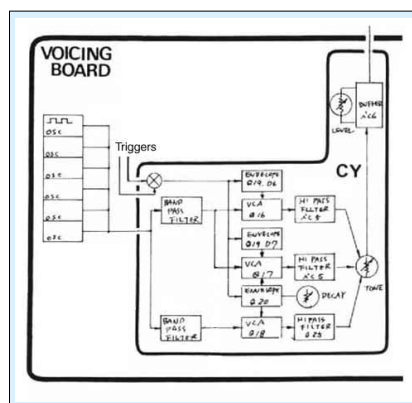 VOICING
BOARD
OSC
OSC
OSC
OSC
OSC
OSC
Triggers
BUFFER
IC6
LEVEL
CY
ENVELOPE
Q19, D6
BAND
PASS
FILTER
VCA
Q16
HI PASS
FILTER
IC5
ENVELOPE
Q19 D7
VCA
Q17
HI PASS
FILTER
IC5
TONE
ENVELOPE
Q20
DECAY
BAND
PASS
FILTER
VCA
Q18
HI PASS
FILTER
Q23